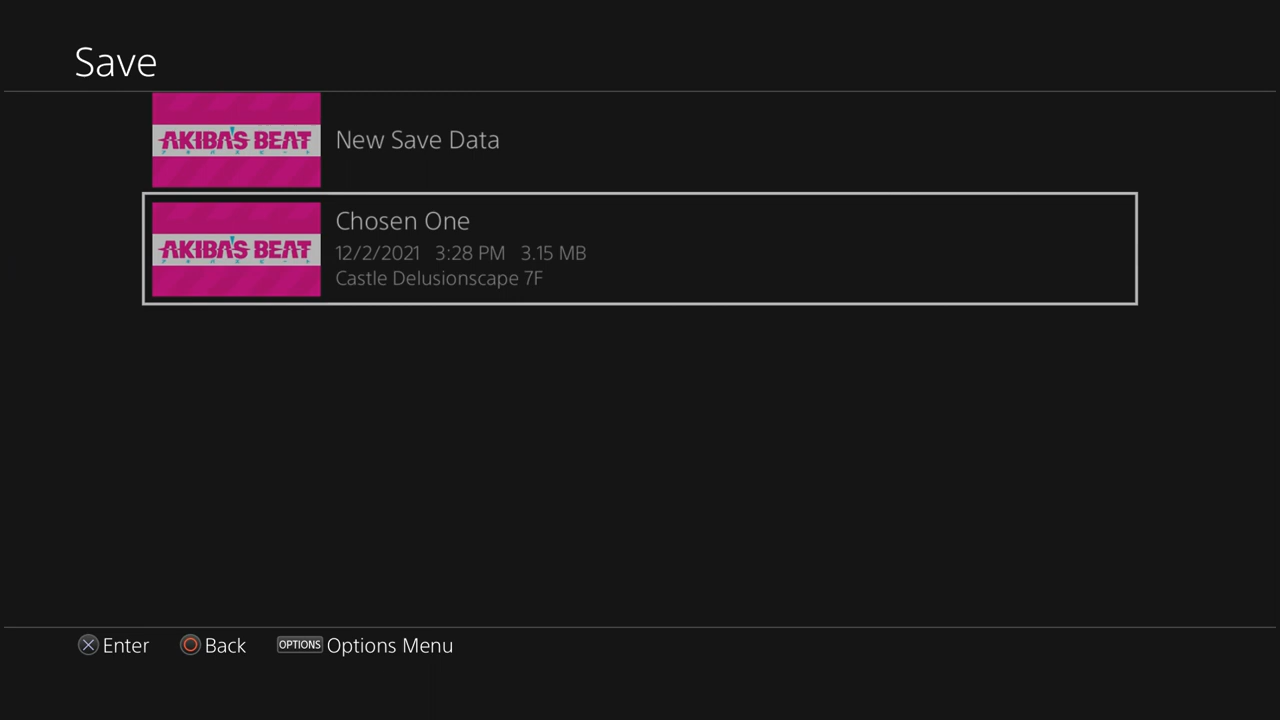 Save
AKIBA'S BEAT
New Save Data
AKIBA'S BEAT
Chosen One
12/2/2021 3:28 PM 3.15 MB
Castle Delusionscape 7F
Enter Back OPTIONS Options Menu